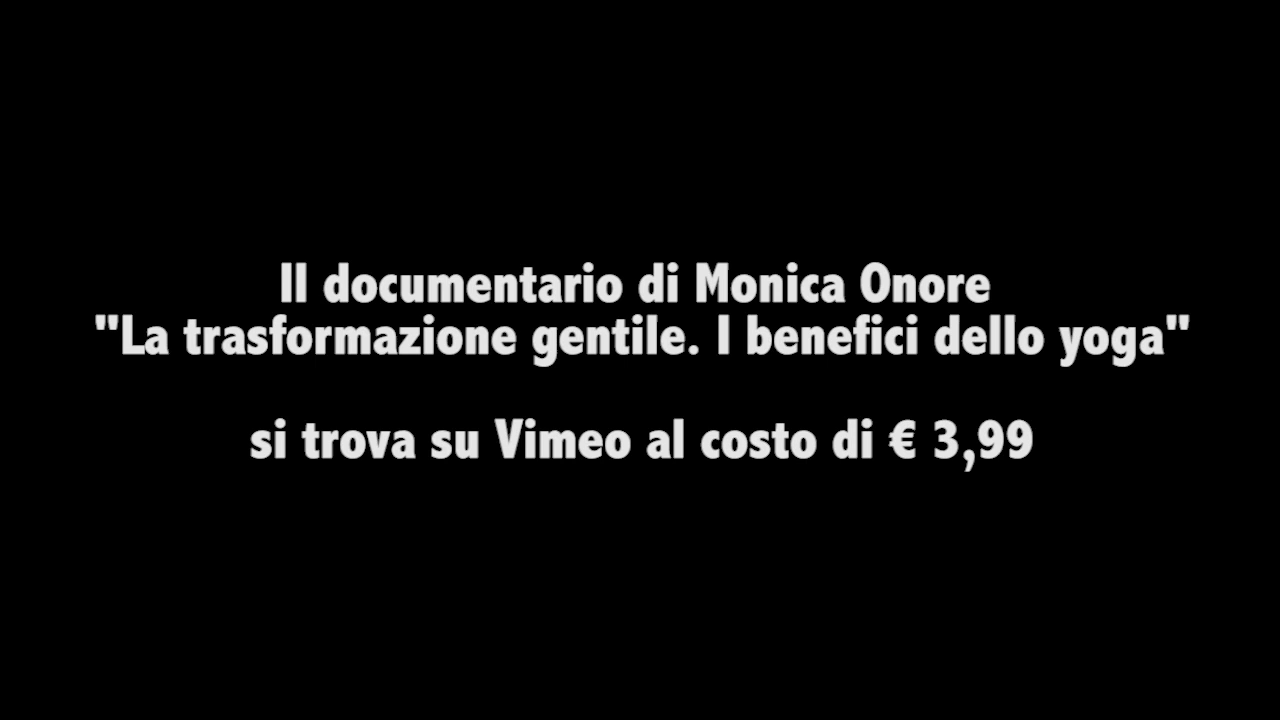 Il documentario di Monica Onore
"La trasformazione gentile. I benefici dello yoga"
si trova su Vimeo al costo di € 3,99